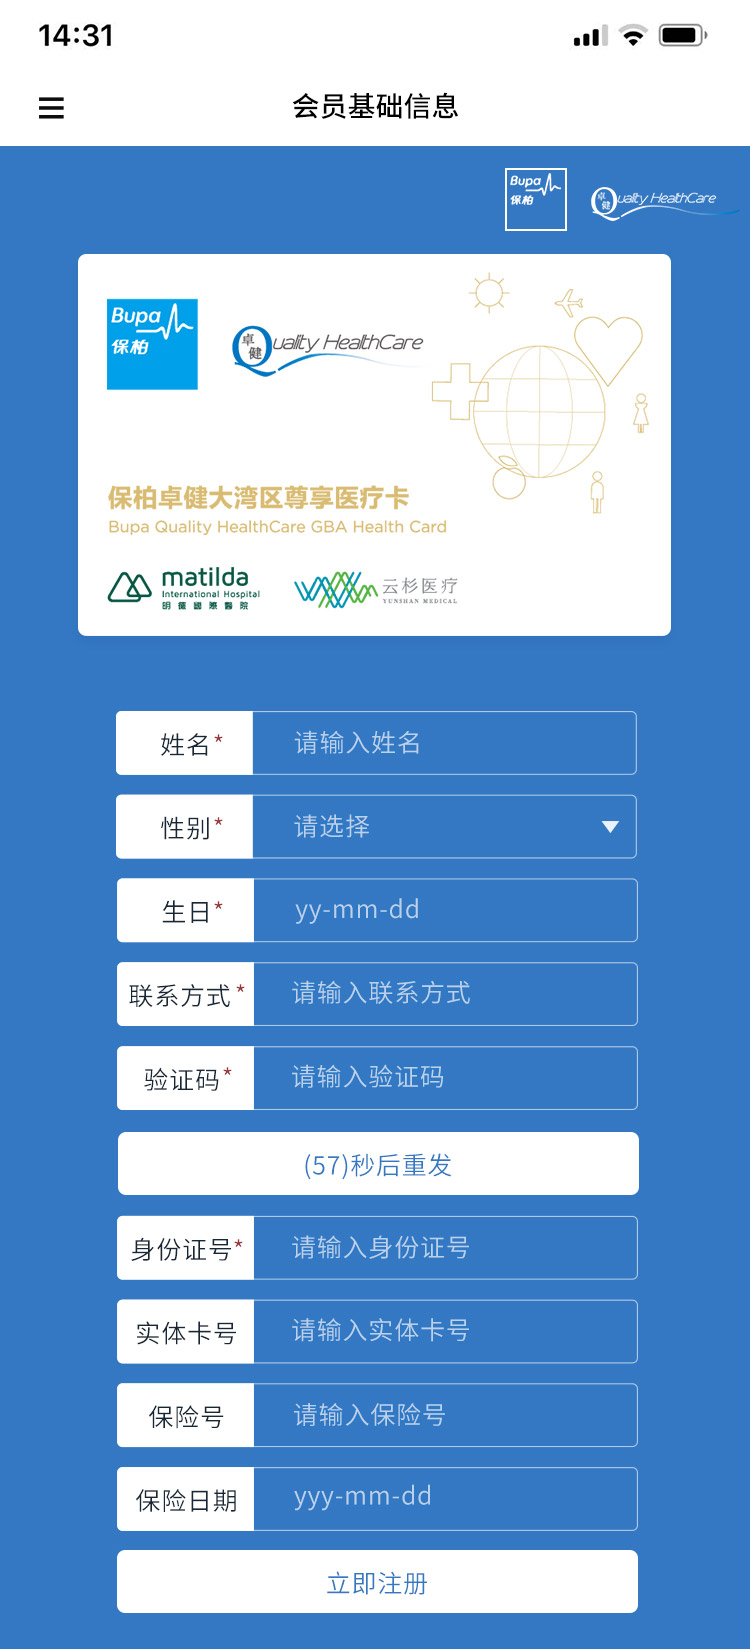 14:31
会员基础信息
Bupa
保柏
卓健
Quality HealthCare
Bupa
保柏
卓健
Quality HealthCare
保柏卓健大湾区尊享医疗卡
Bupa Quality HealthCare GBA Health Card
matilda
International Hospital
明德國際醫院
云杉医疗
YUNSHAN MEDICAL
姓名* 请输入姓名
性别* 请选择
生日* yy-mm-dd
联系方式* 请输入联系方式
验证码* 请输入验证码
(57)秒后重发
身份证号* 请输入身份证号
实体卡号 请输入实体卡号
保险号 请输入保险号
保险日期 yyy-mm-dd
立即注册